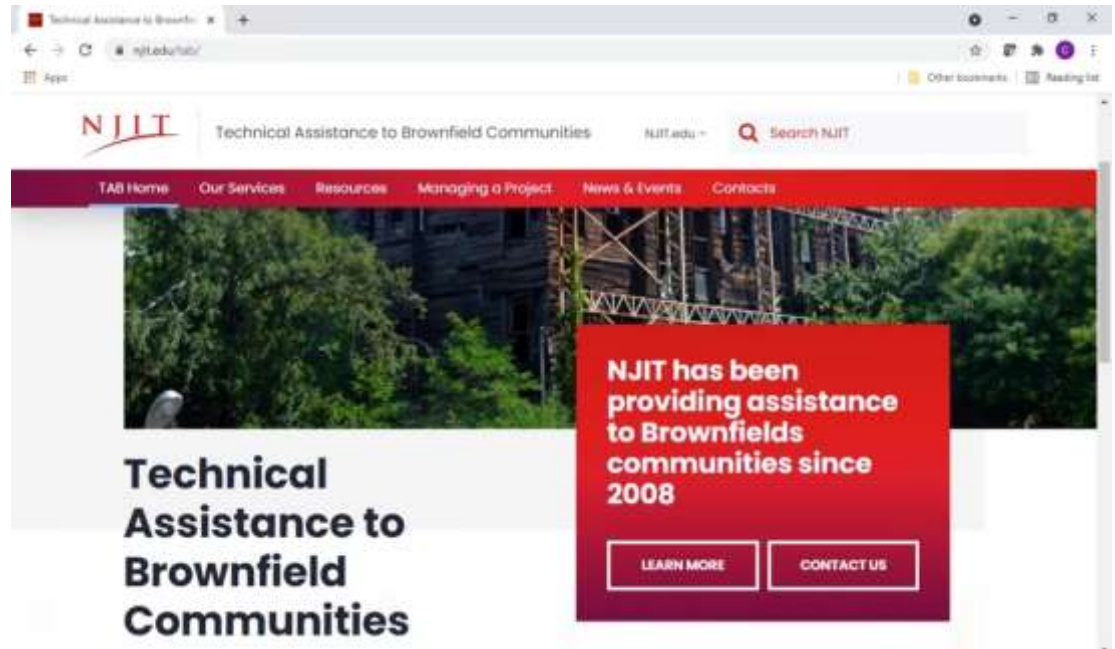 Technical Assistance to Brownfi
njit.edu/tab/
Apps
Other bookmarks
Reading list
NJIT
Technical Assistance to Brownfield Communities
NJIT.edu
Search NJIT
TAB Home
Our Services
Resources
Managing a Project
News & Events
Contacts
NJIT has been
providing assistance
to Brownfields
communities since
2008
LEARN MORE
CONTACT US
Technical
Assistance to
Brownfield
Communities